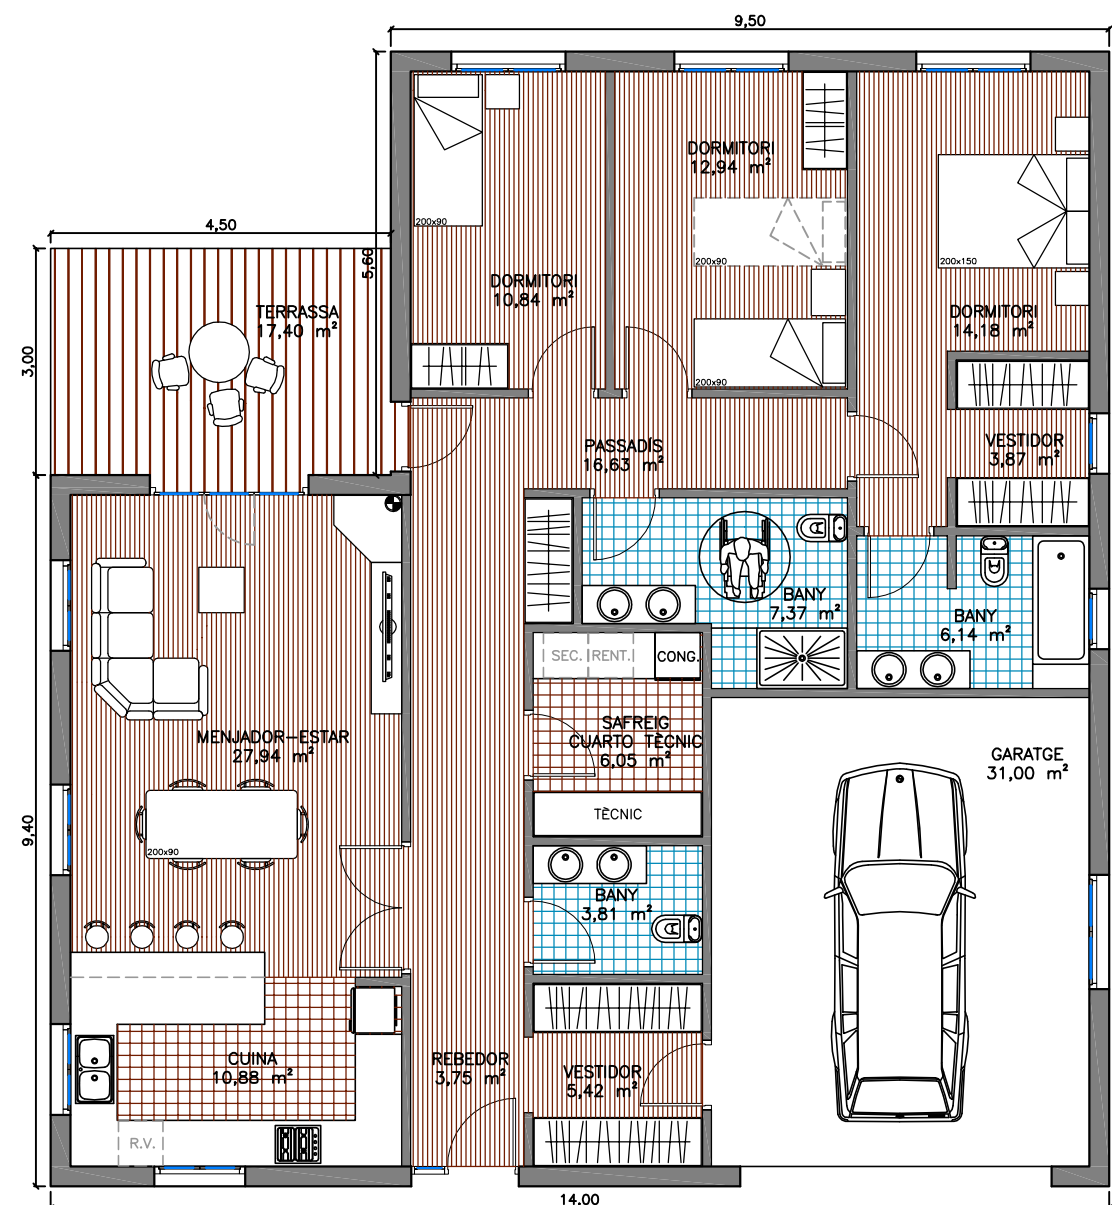 9,50
DORMITORI
12,94 m²
200x90
4,50
5,60
200x90
200x150
DORMITORI
10,84 m²
TERRASSA
17,40 m²
DORMITORI
14,18 m²
3,00
200x90
PASSADÍS
16,63 m²
VESTIDOR
3,87 m²
BANY
7,37 m²
BANY
6,14 m²
SEC.
RENT.
CONG.
MENJADOR-ESTAR
27,94 m²
SAFREIG
CUARTO TÈCNIC
6,05 m²
GARATGE
31,00 m²
9,40
TÈCNIC
200x90
BANY
3,81 m²
CUINA
10,88 m²
REBEDOR
3,75 m²
VESTIDOR
5,42 m²
R.V.
14,00